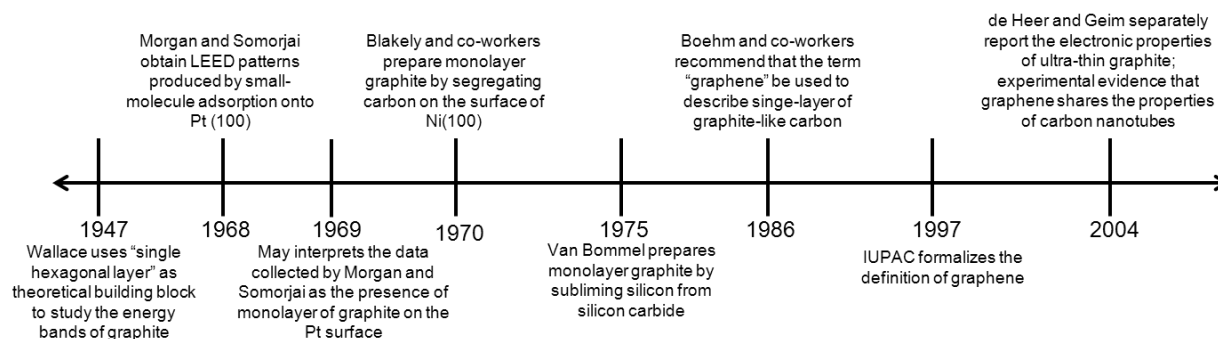 Morgan and Somorjai
obtain LEED patterns
produced by small-
molecule adsorption onto
Pt (100)
Blakely and co-workers
prepare monolayer
graphite by segregating
carbon on the surface of
Ni(100)
Boehm and co-workers
recommend that the term
“graphene” be used to
describe singe-layer of
graphite-like carbon
de Heer and Geim separately
report the electronic properties
of ultra-thin graphite;
experimental evidence that
graphene shares the properties
of carbon nanotubes
1947
1968
1969
1970
1975
1986
1997
2004
Wallace uses “single
hexagonal layer” as
theoretical building block
to study the energy
bands of graphite
May interprets the data
collected by Morgan and
Somorjai as the presence of
monolayer of graphite on the
Pt surface
Van Bommel prepares
monolayer graphite by
subliming silicon from
silicon carbide
IUPAC formalizes the
definition of graphene